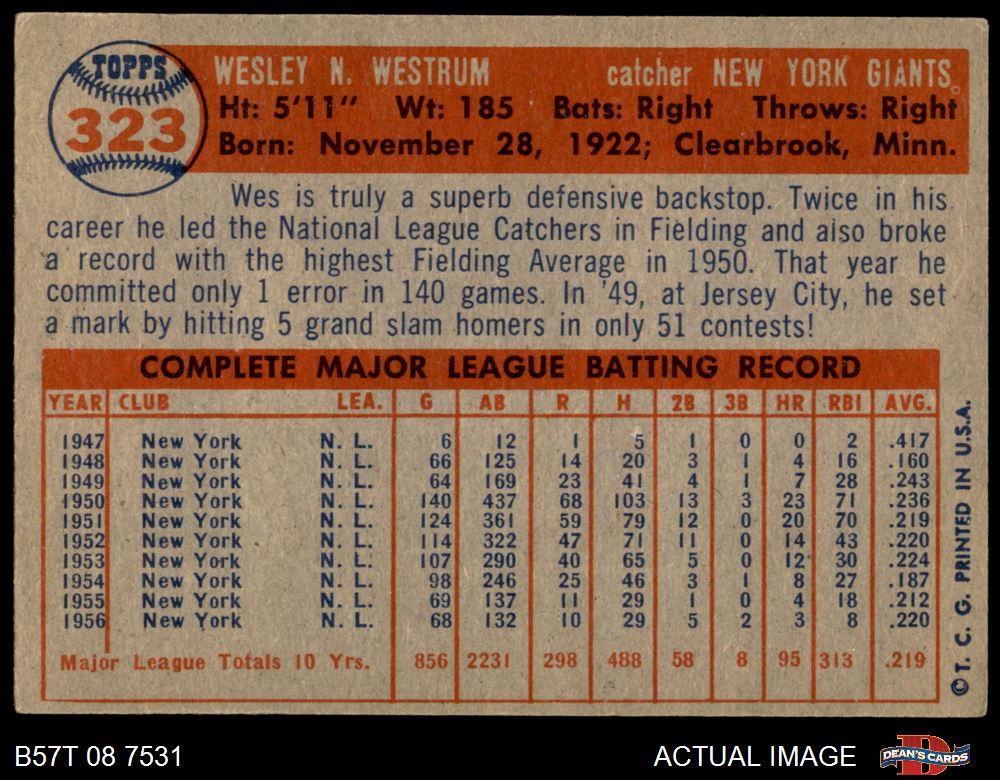 TOPPS
323
WESLEY N. WESTRUM catcher NEW YORK GIANTS
Ht: 5'11" Wt: 185 Bats: Right Throws: Right
Born: November 28, 1922; Clearbrook, Minn.
Wes is truly a superb defensive backstop. Twice in his
career he led the National League Catchers in Fielding and also broke
a record with the highest Fielding Average in 1950. That year he
committed only 1 error in 140 games. In '49, at Jersey City, he set
a mark by hitting 5 grand slam homers in only 51 contests!
COMPLETE MAJOR LEAGUE BATTING RECORD
YEAR CLUB LEA. G AB R H 2B 3B HR RBI AVG.
1947 New York N. L. 6 12 1 5 1 0 0 2 .417
1948 New York N. L. 66 125 14 20 3 1 4 16 .160
1949 New York N. L. 64 169 23 41 4 1 7 28 .243
1950 New York N. L. 140 437 68 103 13 3 23 71 .236
1951 New York N. L. 124 361 59 79 12 0 20 70 .219
1952 New York N. L. 114 322 47 71 11 0 14 43 .220
1953 New York N. L. 107 290 40 65 5 0 12 30 .224
1954 New York N. L. 98 246 25 46 3 1 8 27 .187
1955 New York N. L. 69 137 11 29 1 0 4 18 .212
1956 New York N. L. 68 132 10 29 5 2 3 8 .220
Major League Totals 10 Yrs. 856 2231 298 488 58 8 95 313 .219
© T. C. G. PRINTED IN U.S.A.
B57T 08 7531 ACTUAL IMAGE DEAN'S CARDS